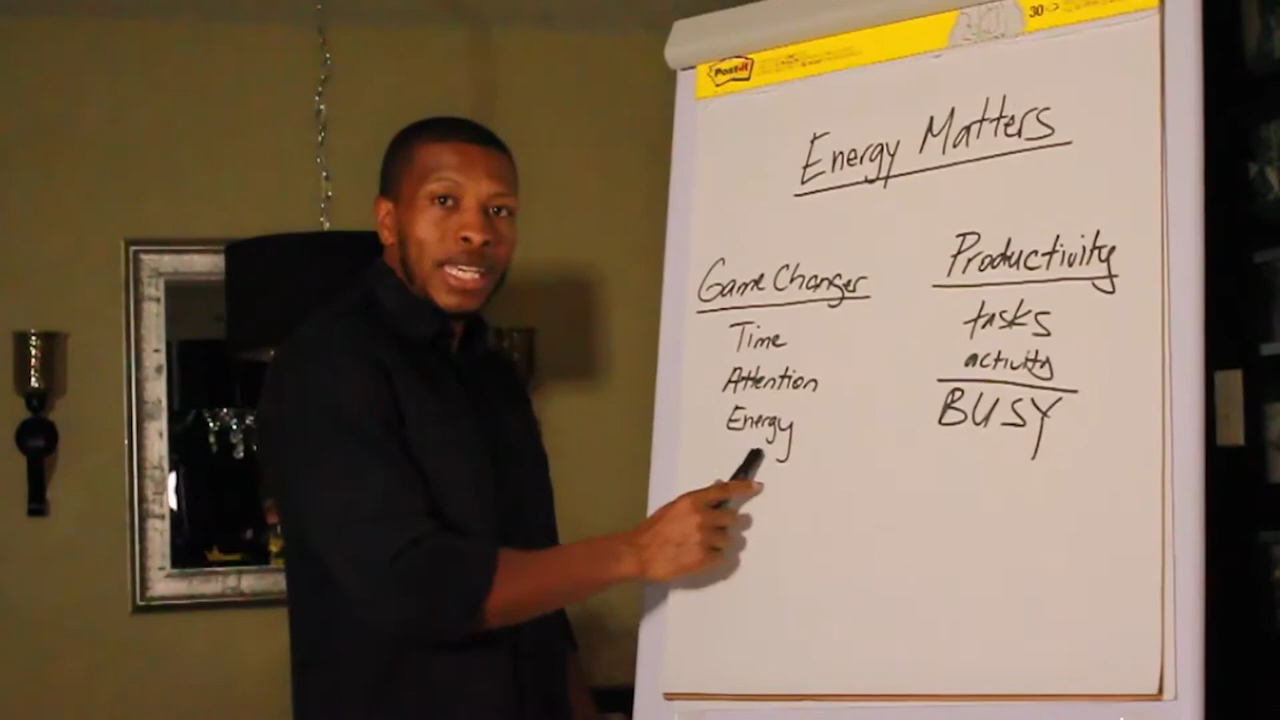 Post-it
30
Energy Matters
Game Changer
Time
Attention
Energy
Productivity
tasks
activity
BUSY